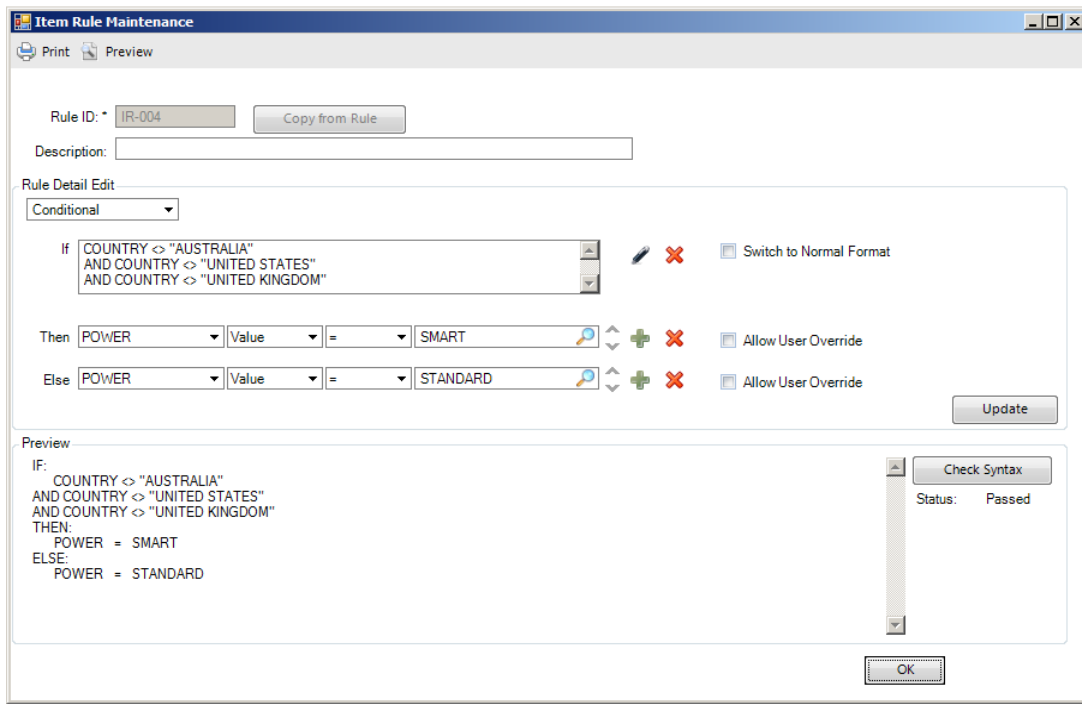 Item Rule Maintenance
Print Preview
Rule ID: * IR-004 Copy from Rule
Description:
Rule Detail Edit
Conditional
If COUNTRY <> "AUSTRALIA"
AND COUNTRY <> "UNITED STATES"
AND COUNTRY <> "UNITED KINGDOM"
Switch to Normal Format
Then POWER Value = SMART Allow User Override
Else POWER Value = STANDARD Allow User Override
Update
Preview
IF:
COUNTRY <> "AUSTRALIA"
AND COUNTRY <> "UNITED STATES"
AND COUNTRY <> "UNITED KINGDOM"
THEN:
POWER = SMART
ELSE:
POWER = STANDARD
Check Syntax
Status: Passed
OK